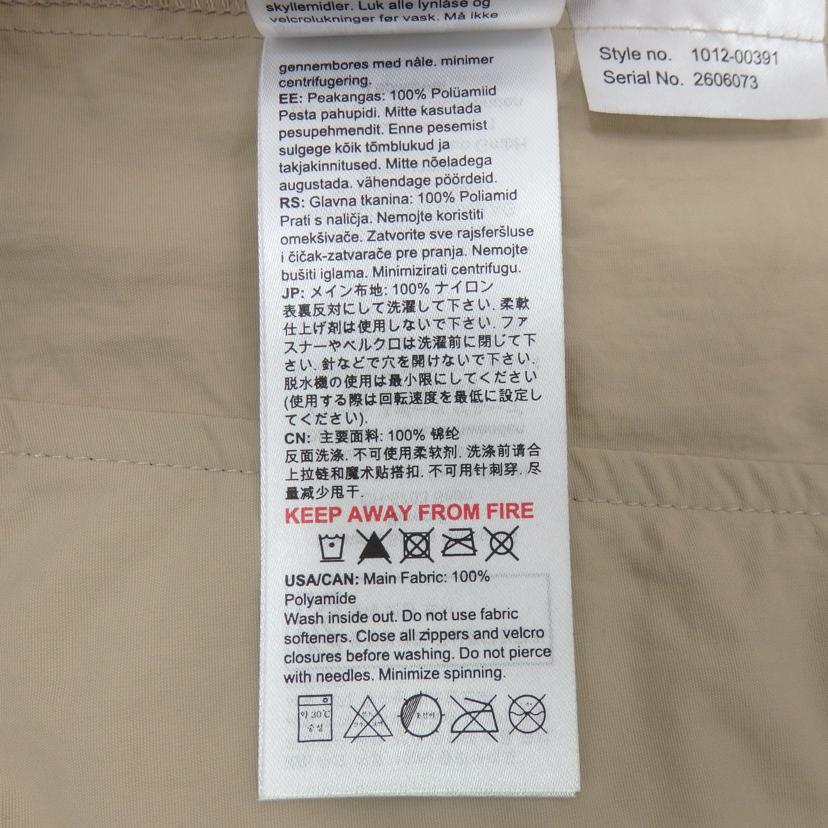 skyllemidler. Luk alle lynlåse og
velcrolukninger før vask. Må ikke
Style no. 1012-00391
Serial No. 2606073
gennembores med nåle. minimer
centrifugering.
EE: Peakangas: 100% Polüamiid
Pesta pahupidi. Mitte kasutada
pesupehmendit. Enne pesemist
sulgege kõik tõmblukud ja
takjakinnitused. Mitte nõeladega
augustada. vähendage pöördeid.
RS: Glavna tkanina: 100% Poliamid
Prati s naličja. Nemojte koristiti
omekšivače. Zatvorite sve rajsferšluse
i čičak-zatvarače pre pranja. Nemojte
bušiti iglama. Minimizirati centrifugu.
JP: メイン布地: 100% ナイロン
表裏反対にして洗濯して下さい. 柔軟
仕上げ剤は使用しないで下さい. ファ
スナーやベルクロは洗濯前に閉じて下
さい. 針などで穴を開けないで下さい.
脱水機の使用は最小限にしてください
(使用する際は回転速度を最低に設定し
てください).
CN: 主要面料: 100% 锦纶
反面洗涤. 不可使用柔软剂. 洗涤前请合
上拉链和魔术贴搭扣. 不可用针刺穿. 尽
量减少甩干.
KEEP AWAY FROM FIRE
USA/CAN: Main Fabric: 100%
Polyamide
Wash inside out. Do not use fabric
softeners. Close all zippers and velcro
closures before washing. Do not pierce
with needles. Minimize spinning.
약 30℃
중성